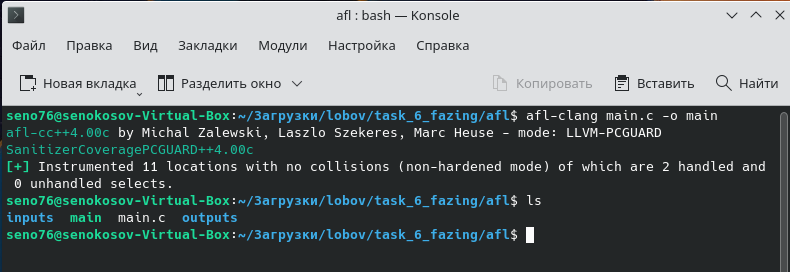 afl : bash — Konsole
Файл Правка Вид Закладки Модули Настройка Справка
Новая вкладка Разделить окно Копировать Вставить Найти
seno76@senokosov-Virtual-Box:~/Загрузки/lobov/task_6_fazing/afl$ afl-clang main.c -o main
afl-cc++4.00c by Michal Zalewski, Laszlo Szekeres, Marc Heuse - mode: LLVM-PCGUARD
SanitizerCoveragePCGUARD++4.00c
[+] Instrumented 11 locations with no collisions (non-hardened mode) of which are 2 handled and
0 unhandled selects.
seno76@senokosov-Virtual-Box:~/Загрузки/lobov/task_6_fazing/afl$ ls
inputs main main.c outputs
seno76@senokosov-Virtual-Box:~/Загрузки/lobov/task_6_fazing/afl$